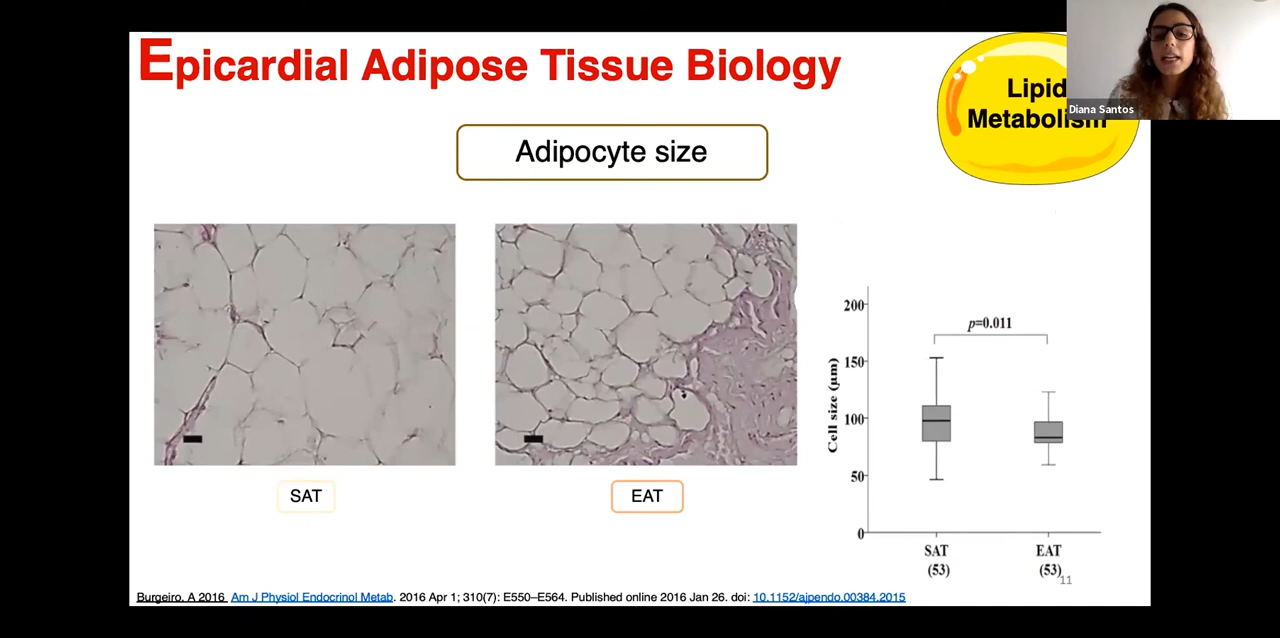 Epicardial Adipose Tissue Biology
Lipid
Metabolism
Diana Santos
Adipocyte size
200
150
100
50
0
Cell size (µm)
p=0.011
SAT
(53)
EAT
(53)
SAT
EAT
11
Burgeiro, A 2016 Am J Physiol Endocrinol Metab. 2016 Apr 1; 310(7): E550–E564. Published online 2016 Jan 26. doi: 10.1152/ajpendo.00384.2015